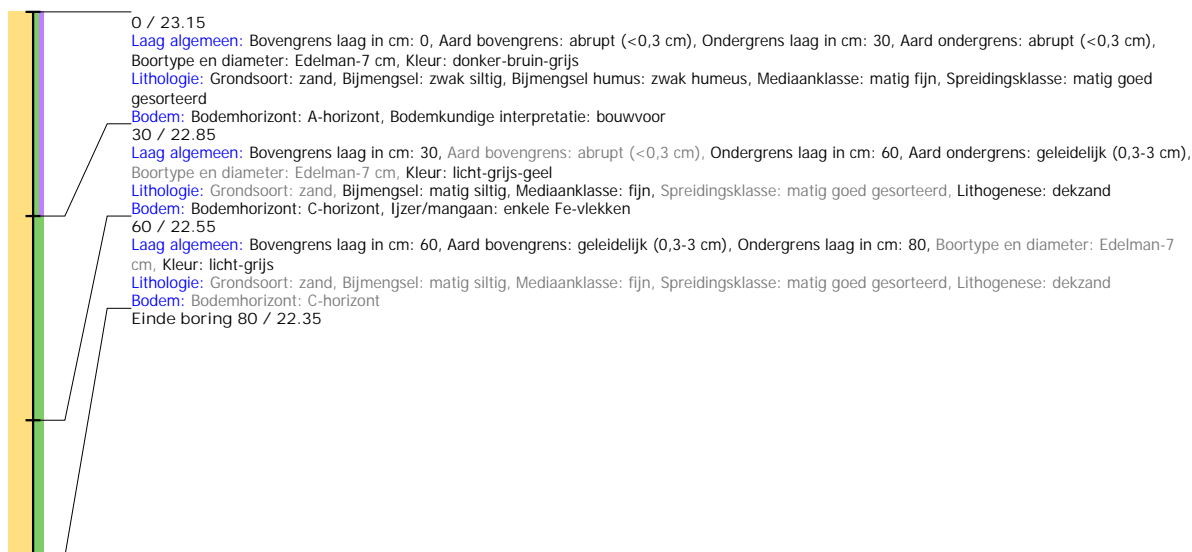 0 / 23.15
Laag algemeen: Bovengrens laag in cm: 0, Aard bovengrens: abrupt (<0,3 cm), Ondergrens laag in cm: 30, Aard ondergrens: abrupt (<0,3 cm),
Boortype en diameter: Edelman-7 cm, Kleur: donker-bruin-grijs
Lithologie: Grondsoort: zand, Bijmengsel: zwak siltig, Bijmengsel humus: zwak humeus, Mediaanklasse: matig fijn, Spreidingsklasse: matig goed
gesorteerd
Bodem: Bodemhorizont: A-horizont, Bodemkundige interpretatie: bouwvoor
30 / 22.85
Laag algemeen: Bovengrens laag in cm: 30, Aard bovengrens: abrupt (<0,3 cm), Ondergrens laag in cm: 60, Aard ondergrens: geleidelijk (0,3-3 cm),
Boortype en diameter: Edelman-7 cm, Kleur: licht-grijs-geel
Lithologie: Grondsoort: zand, Bijmengsel: matig siltig, Mediaanklasse: fijn, Spreidingsklasse: matig goed gesorteerd, Lithogenese: dekzand
Bodem: Bodemhorizont: C-horizont, Ijzer/mangaan: enkele Fe-vlekken
60 / 22.55
Laag algemeen: Bovengrens laag in cm: 60, Aard bovengrens: geleidelijk (0,3-3 cm), Ondergrens laag in cm: 80, Boortype en diameter: Edelman-7
cm, Kleur: licht-grijs
Lithologie: Grondsoort: zand, Bijmengsel: matig siltig, Mediaanklasse: fijn, Spreidingsklasse: matig goed gesorteerd, Lithogenese: dekzand
Bodem: Bodemhorizont: C-horizont
Einde boring 80 / 22.35